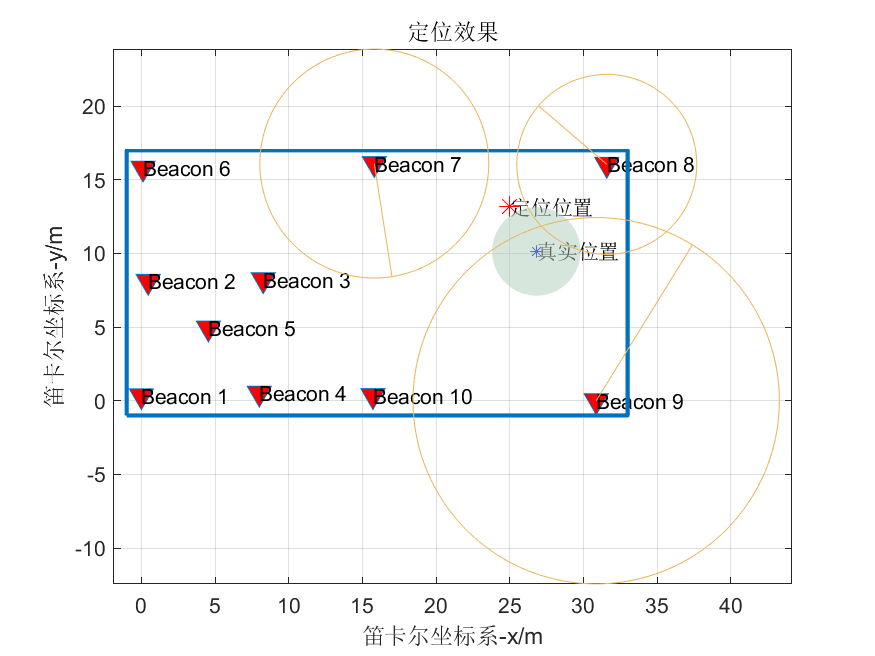 定位效果
20
15
10
5
0
-5
-10
笛卡尔坐标系-y/m
Beacon 6
Beacon 7
Beacon 8
定位位置
真实位置
Beacon 2
Beacon 3
Beacon 5
Beacon 1
Beacon 4
Beacon 10
Beacon 9
0 5 10 15 20 25 30 35 40
笛卡尔坐标系-x/m